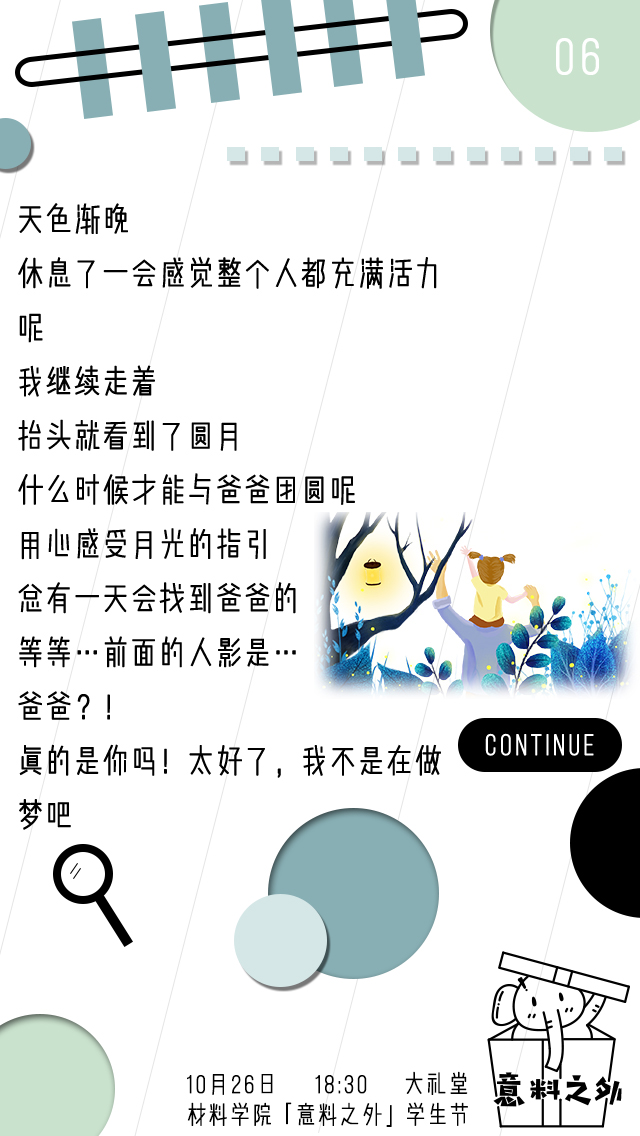 06
天色渐晚
休息了一会感觉整个人都充满活力
呢
我继续走着
抬头就看到了圆月
什么时候才能与爸爸团圆呢
用心感受月光的指引
总有一天会找到爸爸的
等等…前面的人影是…
爸爸?!
真的是你吗!太好了,我不是在做
梦吧
CONTINUE
10月26日 18:30 大礼堂
材料学院「意料之外」学生节
意料之外